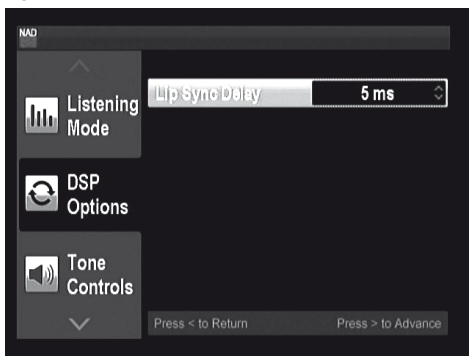 NAD
Listening
Mode
Lip Sync Delay 5 ms
DSP
Options
Tone
Controls
Press < to Return Press > to Advance